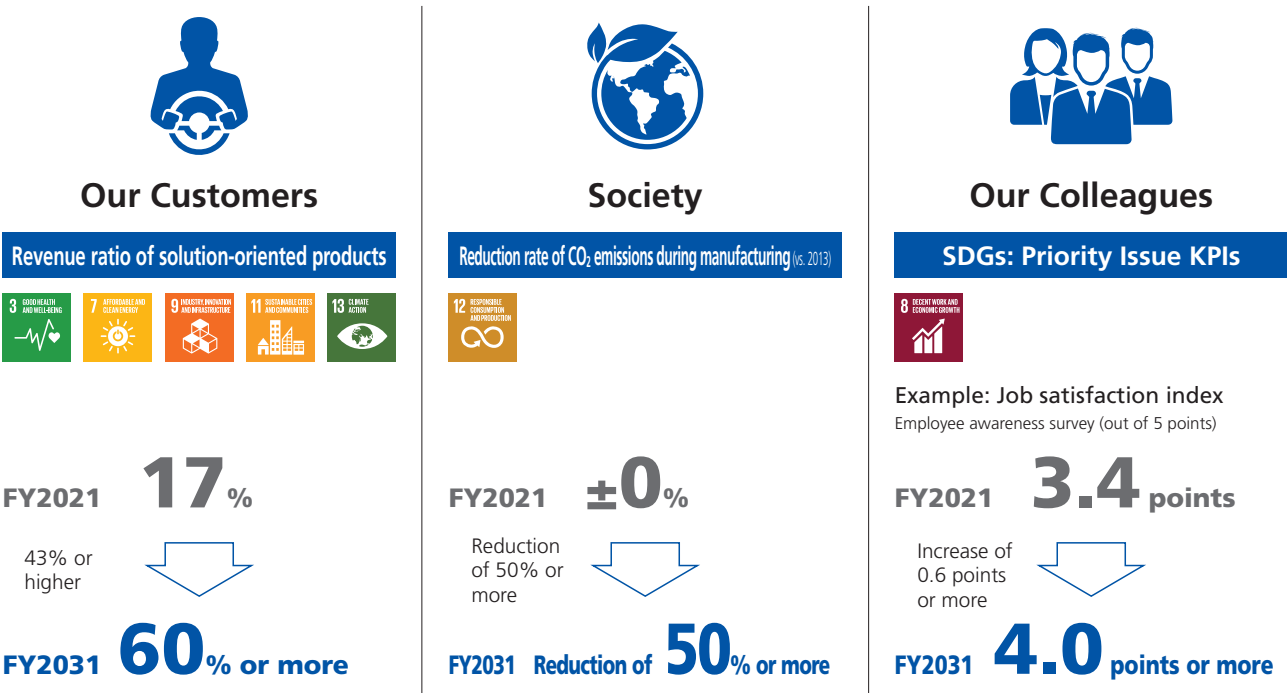 Our Customers
Revenue ratio of solution-oriented products
3 GOOD HEALTH
AND WELL-BEING
7 AFFORDABLE AND
CLEAN ENERGY
9 INDUSTRY, INNOVATION
AND INFRASTRUCTURE
11 SUSTAINABLE CITIES
AND COMMUNITIES
13 CLIMATE
ACTION
FY2021 17%
43% or
higher
FY2031 60% or more
Society
Reduction rate of CO₂ emissions during manufacturing (vs. 2013)
12 RESPONSIBLE
CONSUMPTION
AND PRODUCTION
FY2021 ±0%
Reduction
of 50% or
more
FY2031 Reduction of 50% or more
Our Colleagues
SDGs: Priority Issue KPIs
8 DECENT WORK AND
ECONOMIC GROWTH
Example: Job satisfaction index
Employee awareness survey (out of 5 points)
FY2021 3.4 points
Increase of
0.6 points
or more
FY2031 4.0 points or more